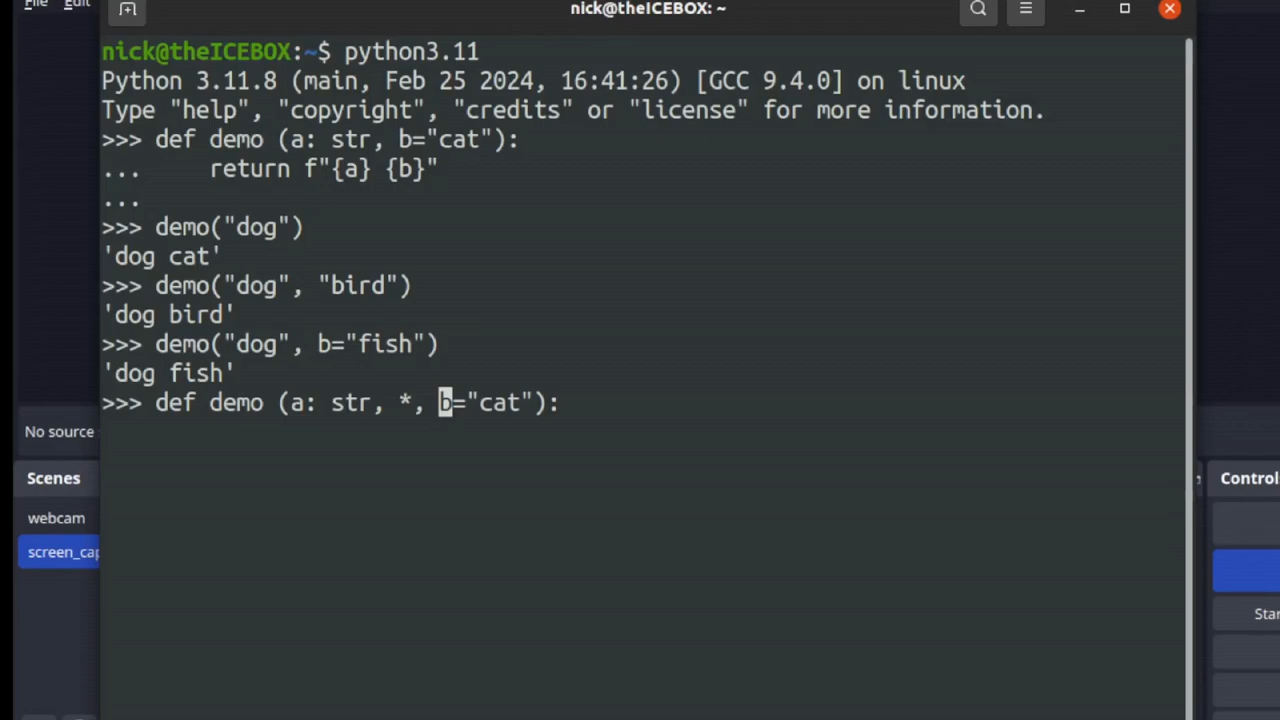 File Edit
nick@theICEBOX: ~
nick@theICEBOX:~$ python3.11
Python 3.11.8 (main, Feb 25 2024, 16:41:26) [GCC 9.4.0] on linux
Type "help", "copyright", "credits" or "license" for more information.
>>> def demo (a: str, b="cat"):
...     return f"{a} {b}"
...
>>> demo("dog")
'dog cat'
>>> demo("dog", "bird")
'dog bird'
>>> demo("dog", b="fish")
'dog fish'
>>> def demo (a: str, *, b="cat"):
No source
Scenes
webcam
screen_cap
Control
Star